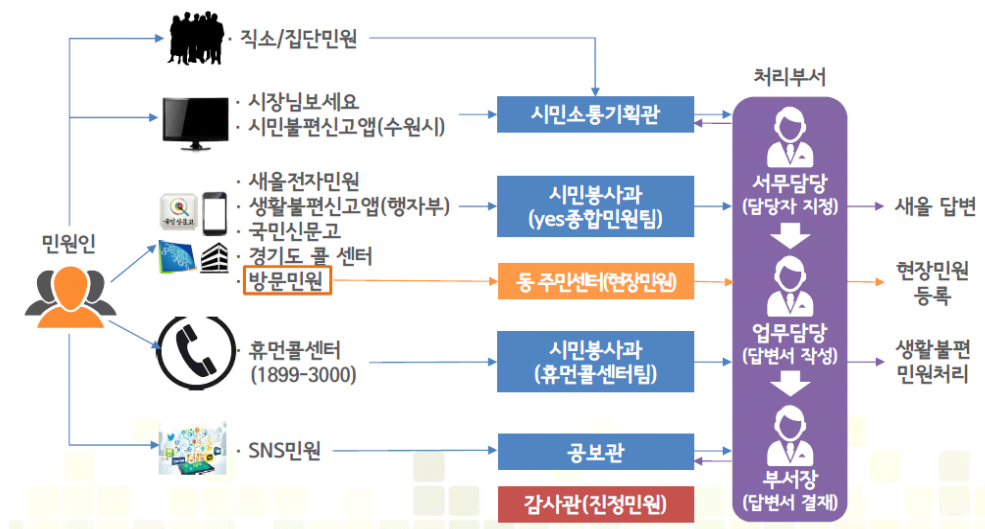 · 직소/집단민원
처리부서
· 시장님보세요
· 시민불편신고앱(수원시)
시민소통기획관
서무담당
(담당자 지정)
새올 답변
· 새올전자민원
· 생활불편신고앱(행자부)
· 국민신문고
· 경기도 콜 센터
· 방문민원
국민신문고
시민봉사과
(yes종합민원팀)
민원인
동 주민센터(현장민원)
현장민원
등록
업무담당
(답변서 작성)
· 휴먼콜센터
(1899-3000)
시민봉사과
(휴먼콜센터팀)
생활불편
민원처리
· SNS민원
공보관
부서장
(답변서 결재)
감사관(진정민원)